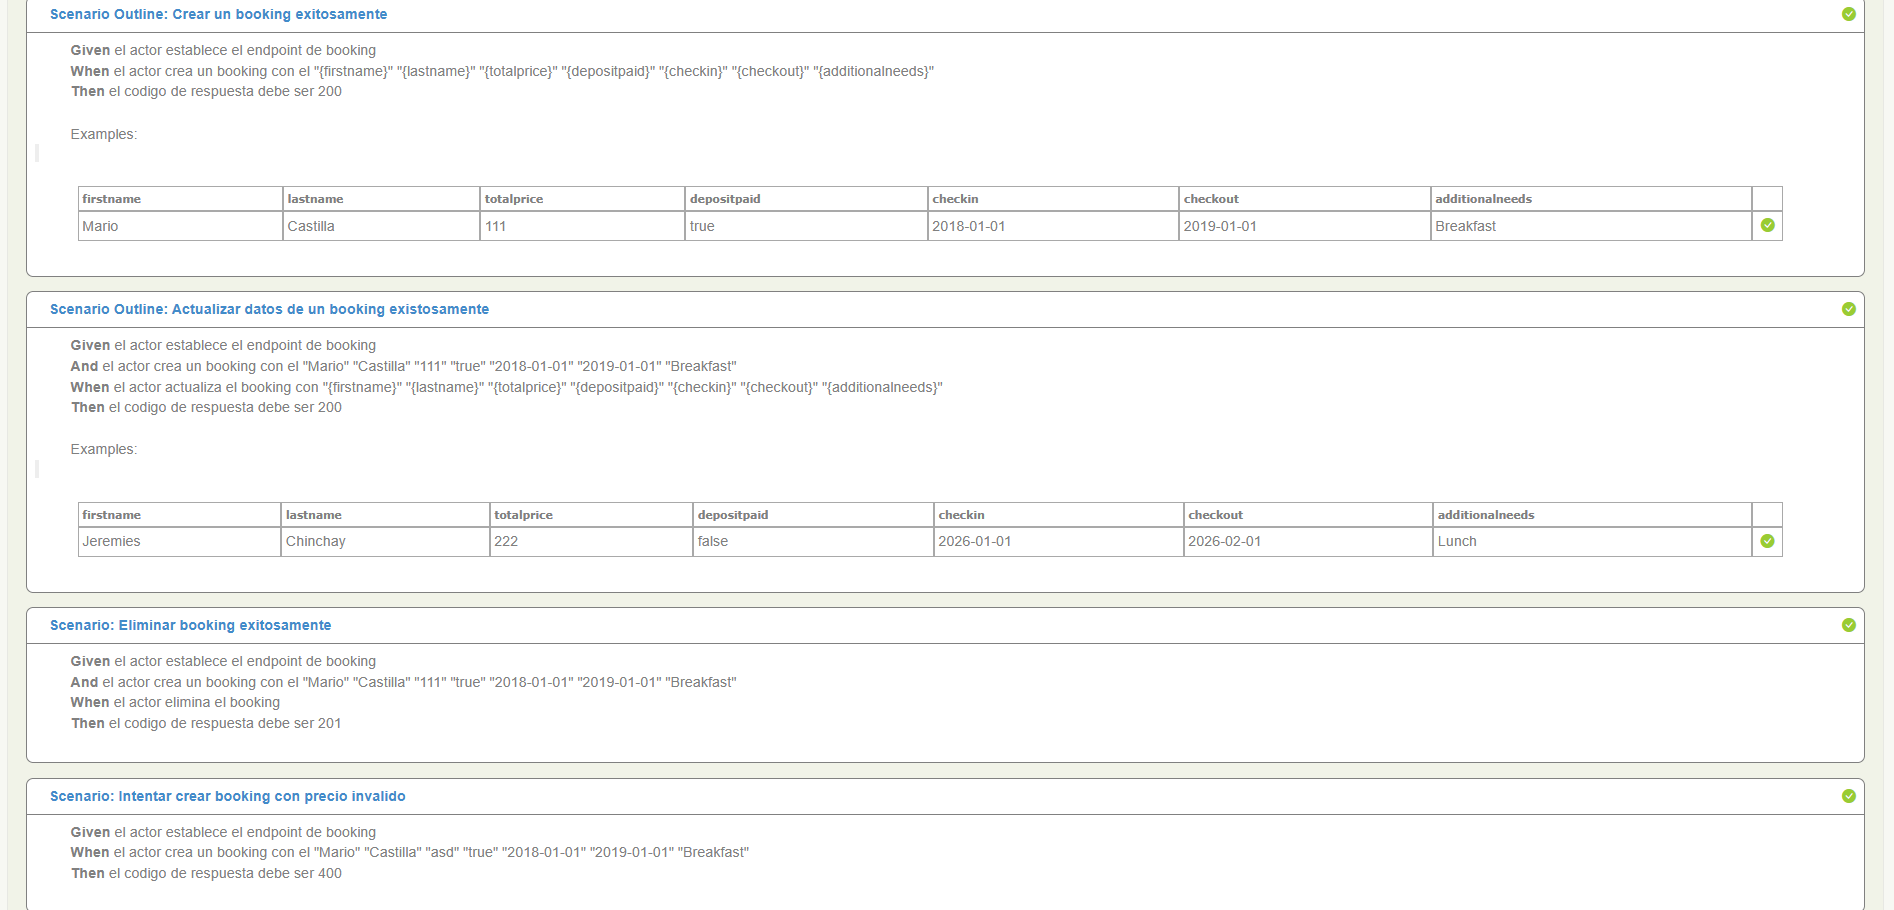 Scenario Outline: Crear un booking exitosamente
Given el actor establece el endpoint de booking
When el actor crea un booking con el "{firstname}" "{lastname}" "{totalprice}" "{depositpaid}" "{checkin}" "{checkout}" "{additionalneeds}"
Then el codigo de respuesta debe ser 200
Examples:
firstname lastname totalprice depositpaid checkin checkout additionalneeds
Mario Castilla 111 true 2018-01-01 2019-01-01 Breakfast
Scenario Outline: Actualizar datos de un booking existosamente
Given el actor establece el endpoint de booking
And el actor crea un booking con el "Mario" "Castilla" "111" "true" "2018-01-01" "2019-01-01" "Breakfast"
When el actor actualiza el booking con "{firstname}" "{lastname}" "{totalprice}" "{depositpaid}" "{checkin}" "{checkout}" "{additionalneeds}"
Then el codigo de respuesta debe ser 200
Examples:
firstname lastname totalprice depositpaid checkin checkout additionalneeds
Jeremies Chinchay 222 false 2026-01-01 2026-02-01 Lunch
Scenario: Eliminar booking exitosamente
Given el actor establece el endpoint de booking
And el actor crea un booking con el "Mario" "Castilla" "111" "true" "2018-01-01" "2019-01-01" "Breakfast"
When el actor elimina el booking
Then el codigo de respuesta debe ser 201
Scenario: Intentar crear booking con precio invalido
Given el actor establece el endpoint de booking
When el actor crea un booking con el "Mario" "Castilla" "asd" "true" "2018-01-01" "2019-01-01" "Breakfast"
Then el codigo de respuesta debe ser 400